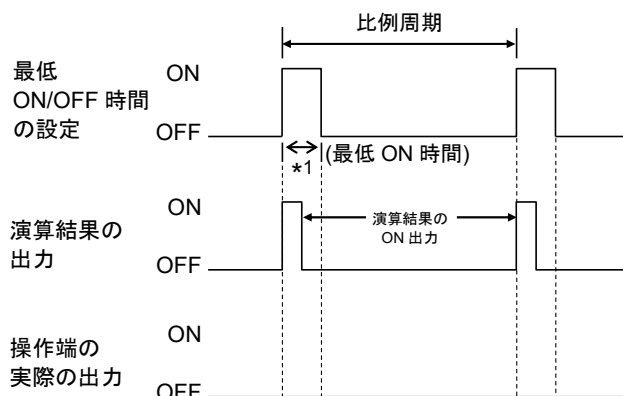 比例周期
最低
ON/OFF 時間
の設定
ON
OFF
(最低 ON 時間)
*1
演算結果の
出力
ON
OFF
演算結果の
ON 出力
操作端の
実際の出力
ON
OFF